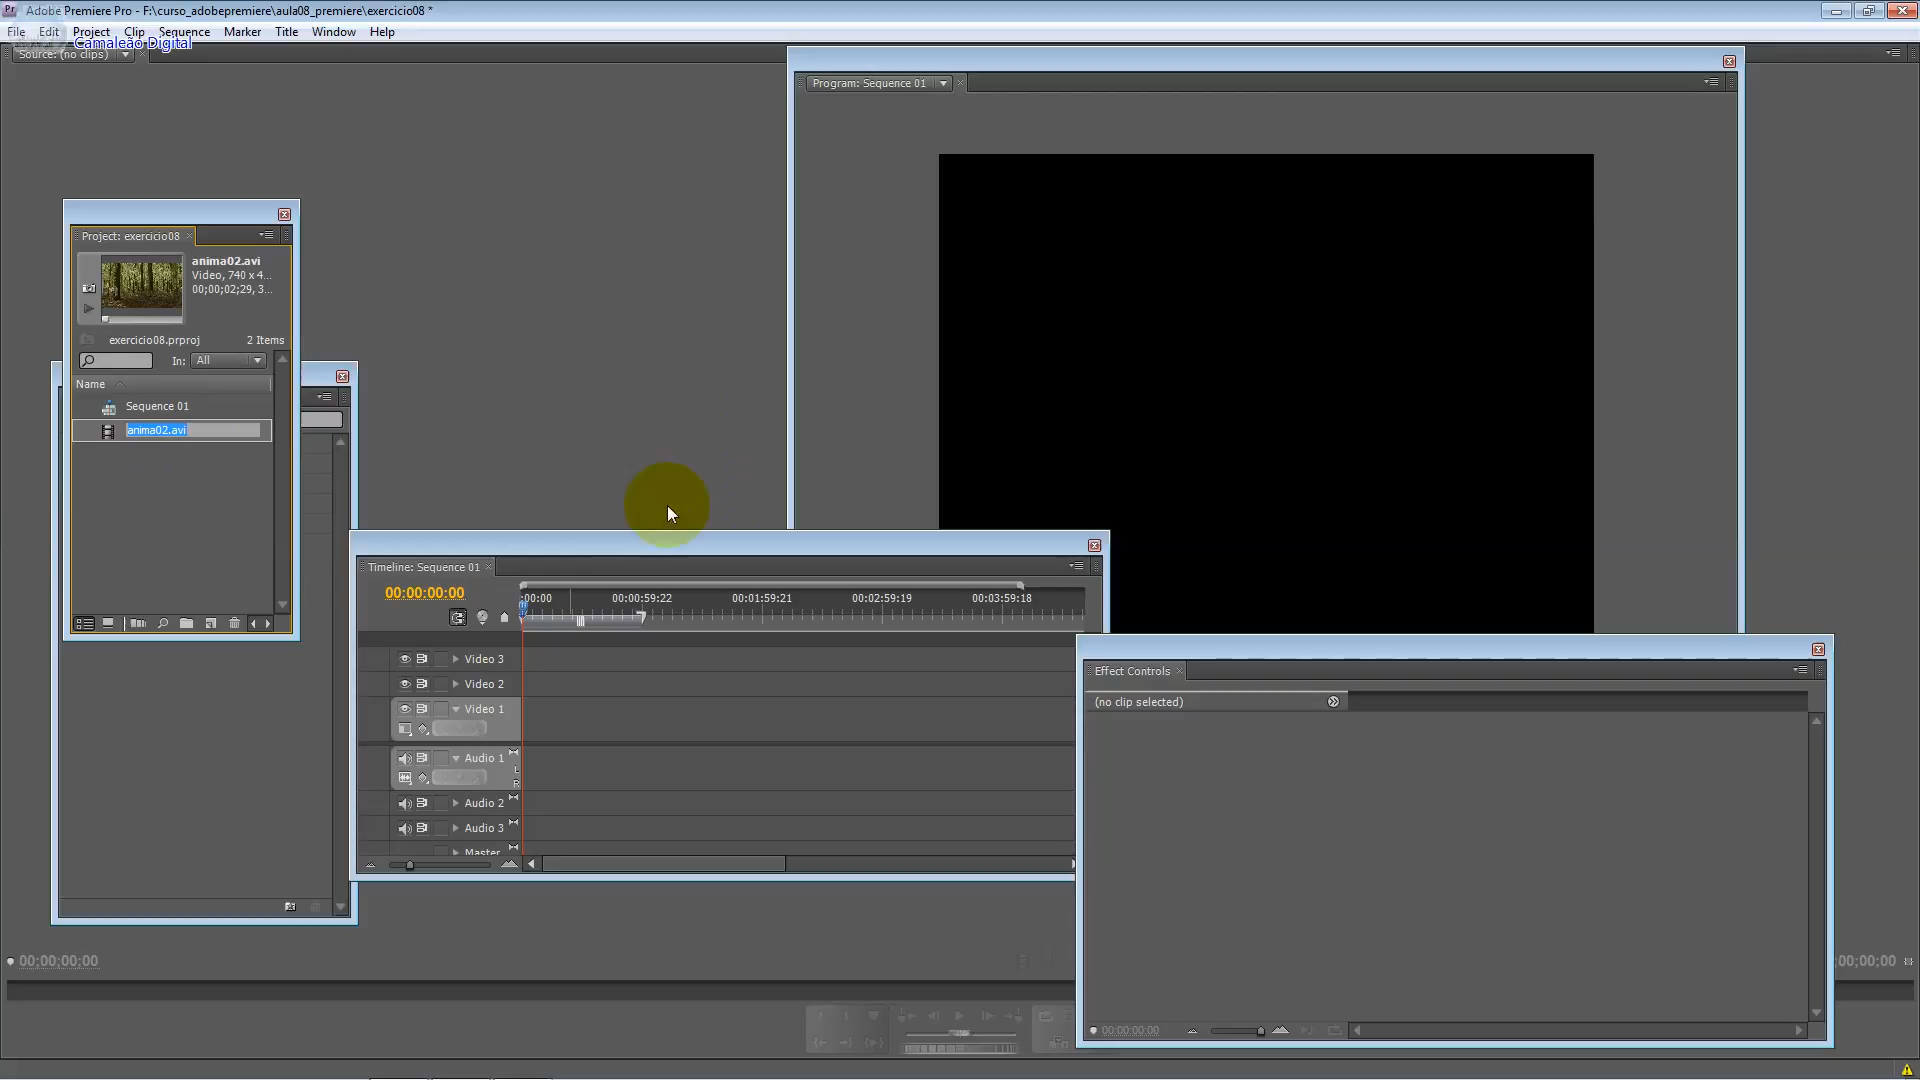 Adobe Premiere Pro - F:\curso_adobepremiere\aula08_premiere\exercicio08 *
File Edit Project Clip Sequence Marker Title Window Help
Camaleão Digital
Source: (no clips)
Program: Sequence 01
Project: exercicio08
anima02.avi
Video, 740 x 4...
00;00;02;29, 3...
exercicio08.prproj 2 Items
In: All
Name
Sequence 01
anima02.avi
Timeline: Sequence 01
00:00:00:00
:00:00 00:00:59:22 00:01:59:21 00:02:59:19 00:03:59:18
Video 3
Video 2
Video 1
Audio 1
L
R
Audio 2
Audio 3
Master
Effect Controls
(no clip selected)
00:00:00:00
00;00;00;00
00;00;00